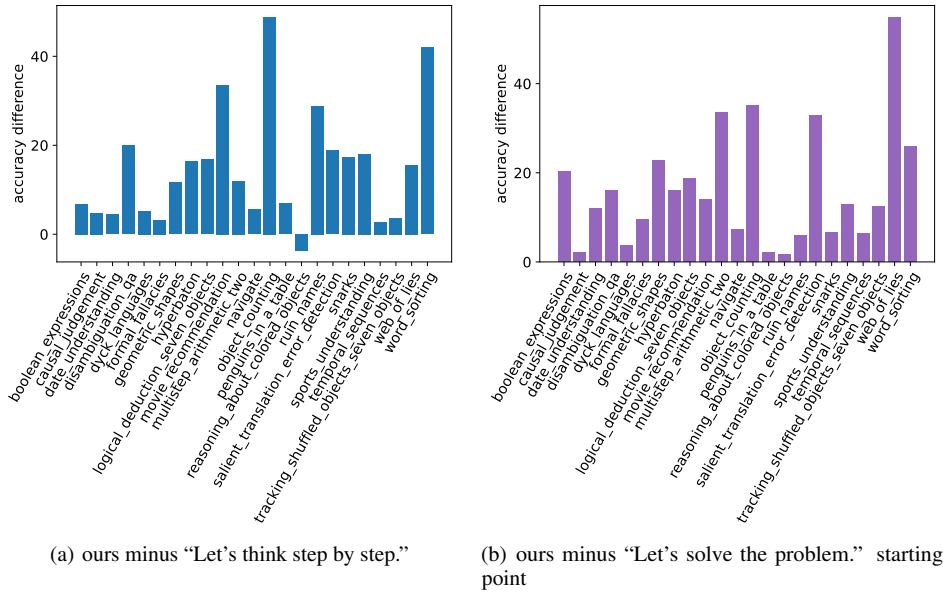 accuracy difference
40
20
0
boolean_expressions
causal_judgement
date_understanding
disambiguation_qa
dyck_languages
formal_fallacies
geometric_shapes
hyperbaton
logical_deduction_seven_objects
movie_recommendation
multistep_arithmetic_two
navigate
object_counting
penguins_in_a_table
reasoning_about_colored_objects
ruin_names
salient_translation_error_detection
snarks
sports_understanding
temporal_sequences
tracking_shuffled_objects_seven_objects
web_of_lies
word_sorting
(a) ours minus “Let’s think step by step.”
accuracy difference
40
20
0
boolean_expressions
causal_judgement
date_understanding
disambiguation_qa
dyck_languages
formal_fallacies
geometric_shapes
hyperbaton
logical_deduction_seven_objects
movie_recommendation
multistep_arithmetic_two
navigate
object_counting
penguins_in_a_table
reasoning_about_colored_objects
ruin_names
salient_translation_error_detection
snarks
sports_understanding
temporal_sequences
tracking_shuffled_objects_seven_objects
web_of_lies
word_sorting
(b) ours minus “Let’s solve the problem.” starting
point